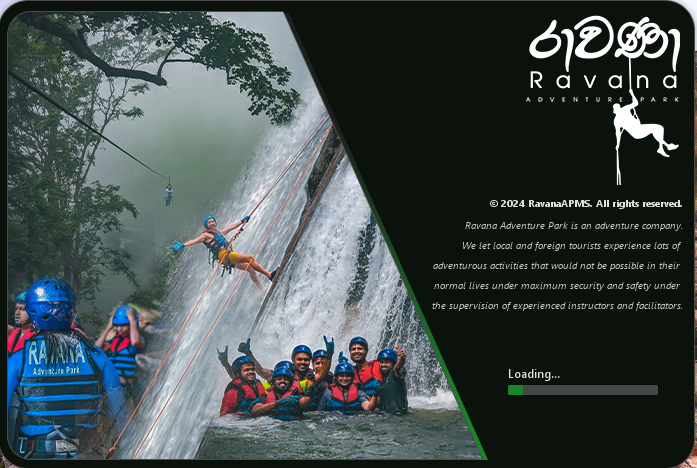 රාවණා
Ravana
ADVENTURE PARK
© 2024 RavanaAPMS. All rights reserved.
Ravana Adventure Park is an adventure company.
We let local and foreign tourists experience lots of
adventurous activities that would not be possible in their
normal lives under maximum security and safety under
the supervision of experienced instructors and facilitators.
Loading...
RAVANA
Adventure Park